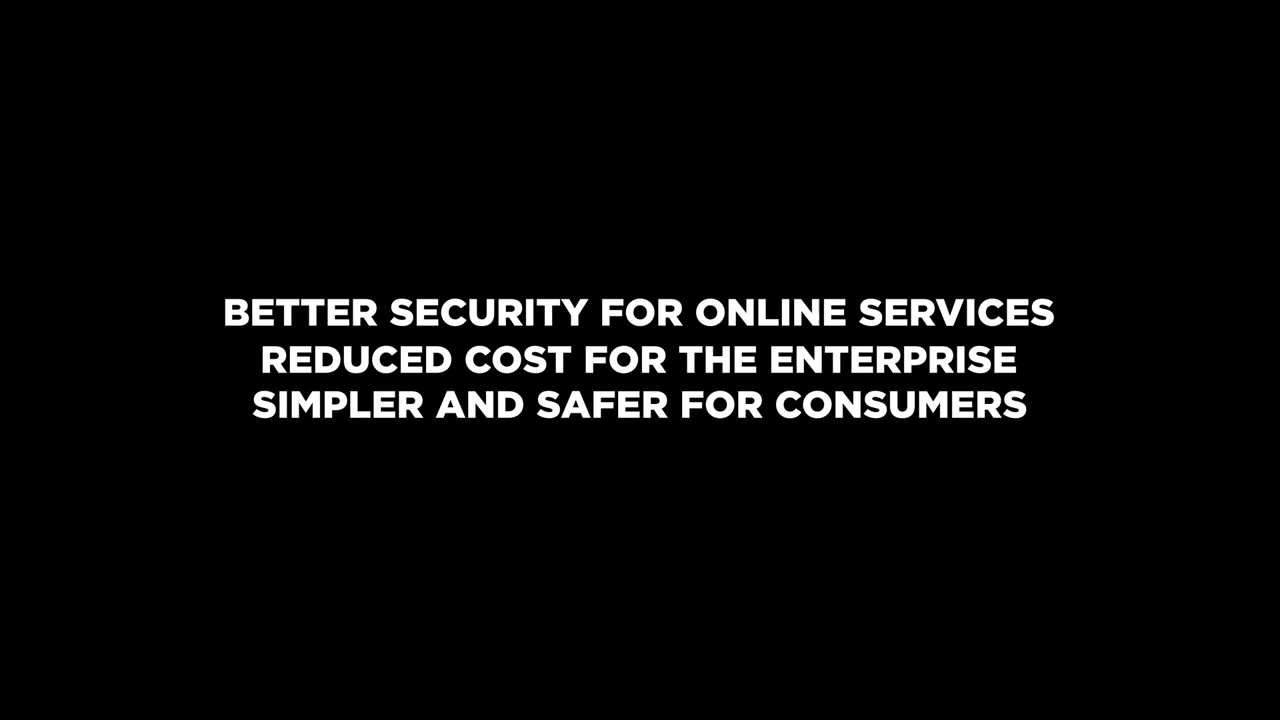 BETTER SECURITY FOR ONLINE SERVICES
REDUCED COST FOR THE ENTERPRISE
SIMPLER AND SAFER FOR CONSUMERS